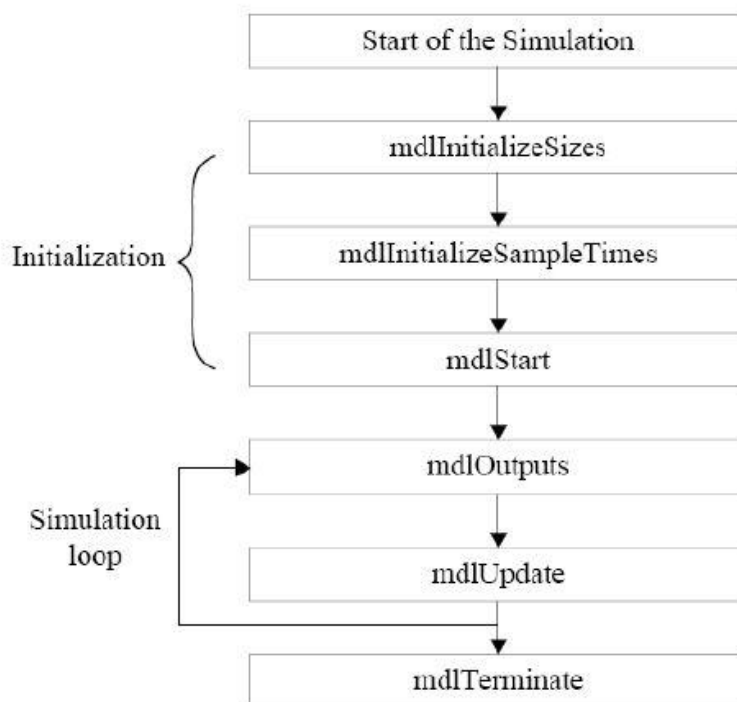 Start of the Simulation
mdlInitializeSizes
Initialization
mdlInitializeSampleTimes
mdlStart
mdlOutputs
Simulation
loop
mdlUpdate
mdlTerminate